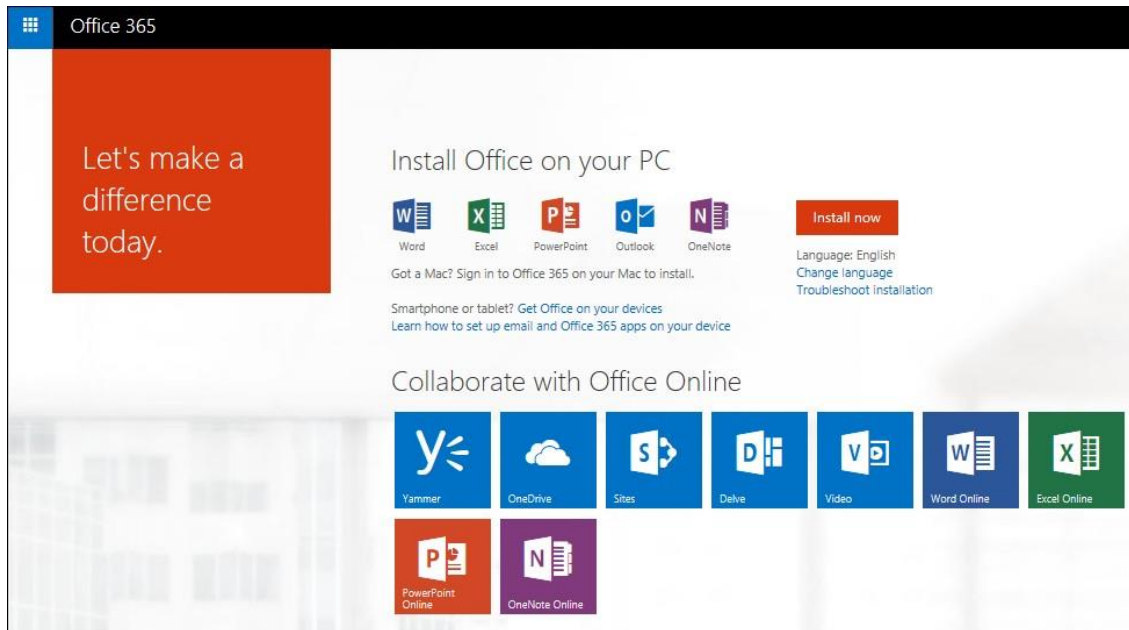 Office 365
Let's make a
difference
today.
Install Office on your PC
W
X
P
O
N
Word
Excel
PowerPoint
Outlook
OneNote
Install now
Language: English
Change language
Troubleshoot installation
Got a Mac? Sign in to Office 365 on your Mac to install.
Smartphone or tablet? Get Office on your devices
Learn how to set up email and Office 365 apps on your device
Collaborate with Office Online
Yammer
S
D
V
W
X
OneDrive
Sites
Delve
Video
Word Online
Excel Online
P
N
PowerPoint
Online
OneNote Online